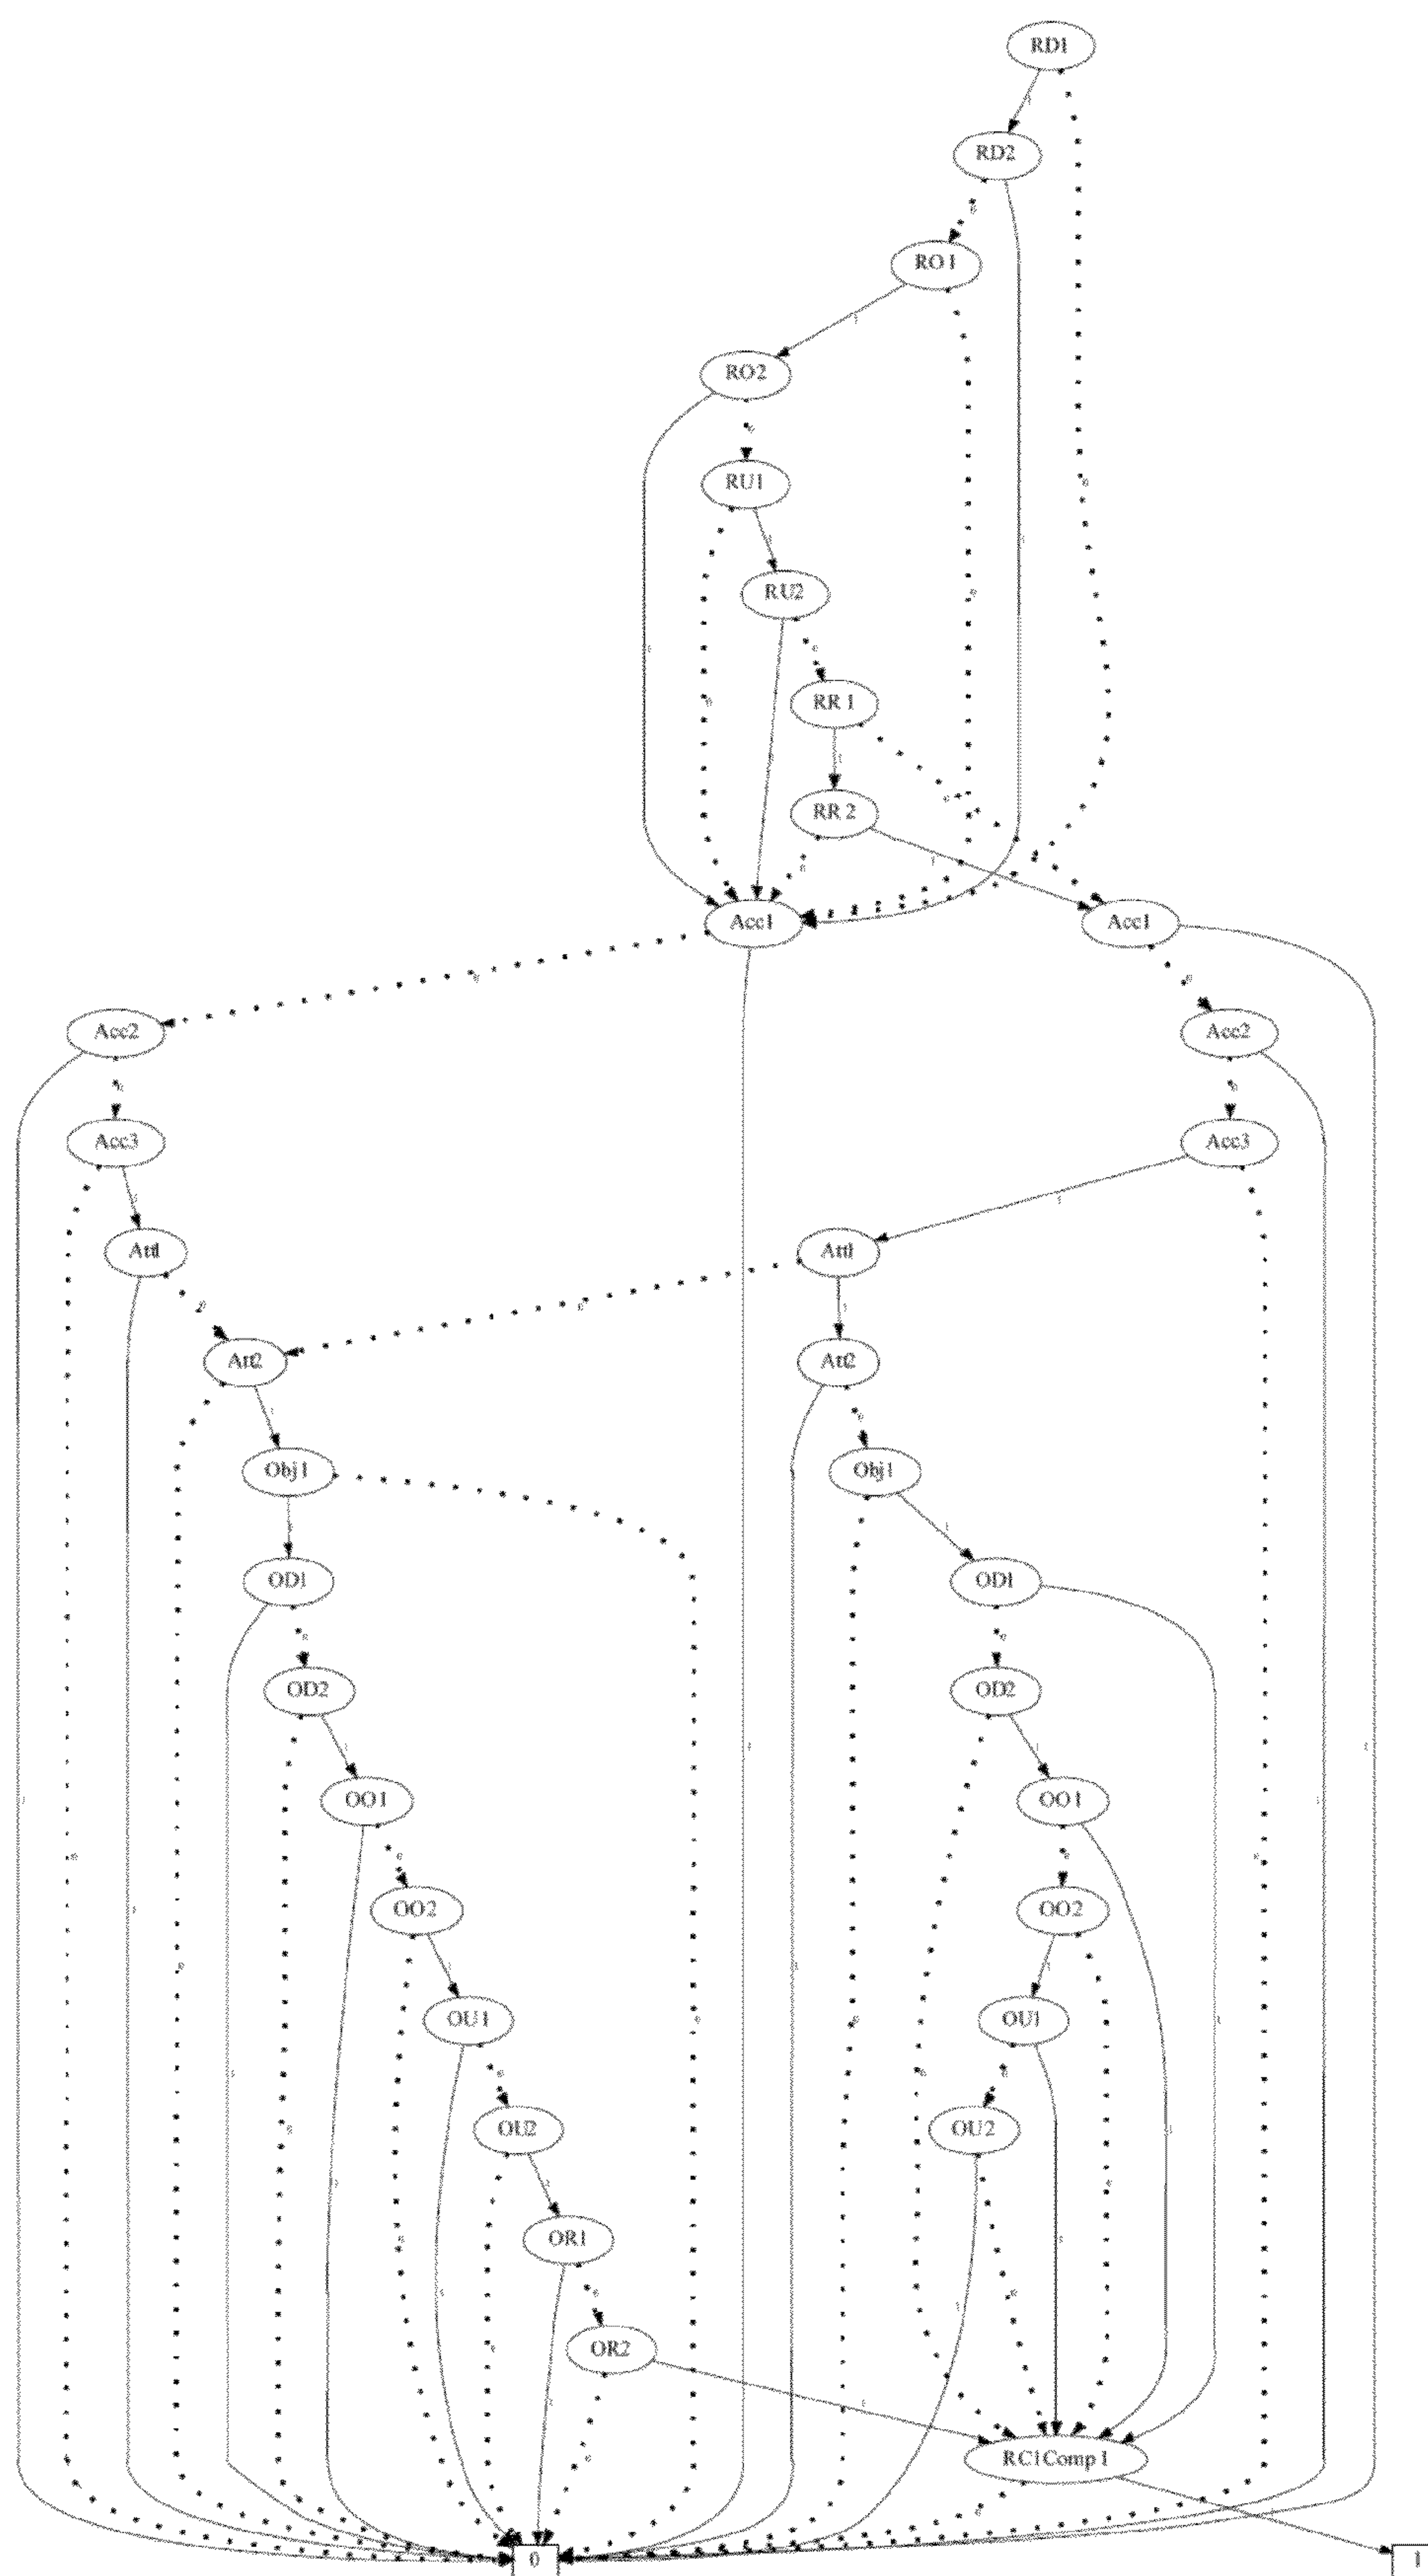 RD1
RD2
RO1
RO2
RU1
RU2
RR 1
RR 2
Acc1 Acc1
Acc2 Acc2
Acc3 Acc3
Att1 Att1
Att2 Att2
Obj1 Obj1
OD1 OD1
OD2 OD2
OO1 OO1
OO2 OO2
OU1 OU1
OU2 OU2
OR1
OR2
RC1Comp1
0 1